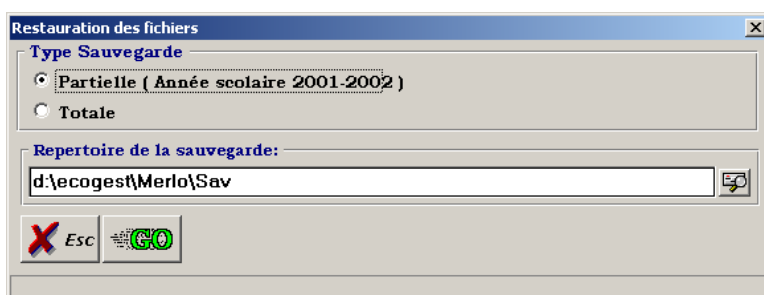 Restauration des fichiers
Type Sauvegarde
Partielle ( Année scolaire 2001-2002 )
Totale
Repertoire de la sauvegarde:
d:\ecogest\Merlo\Sav
Esc GO